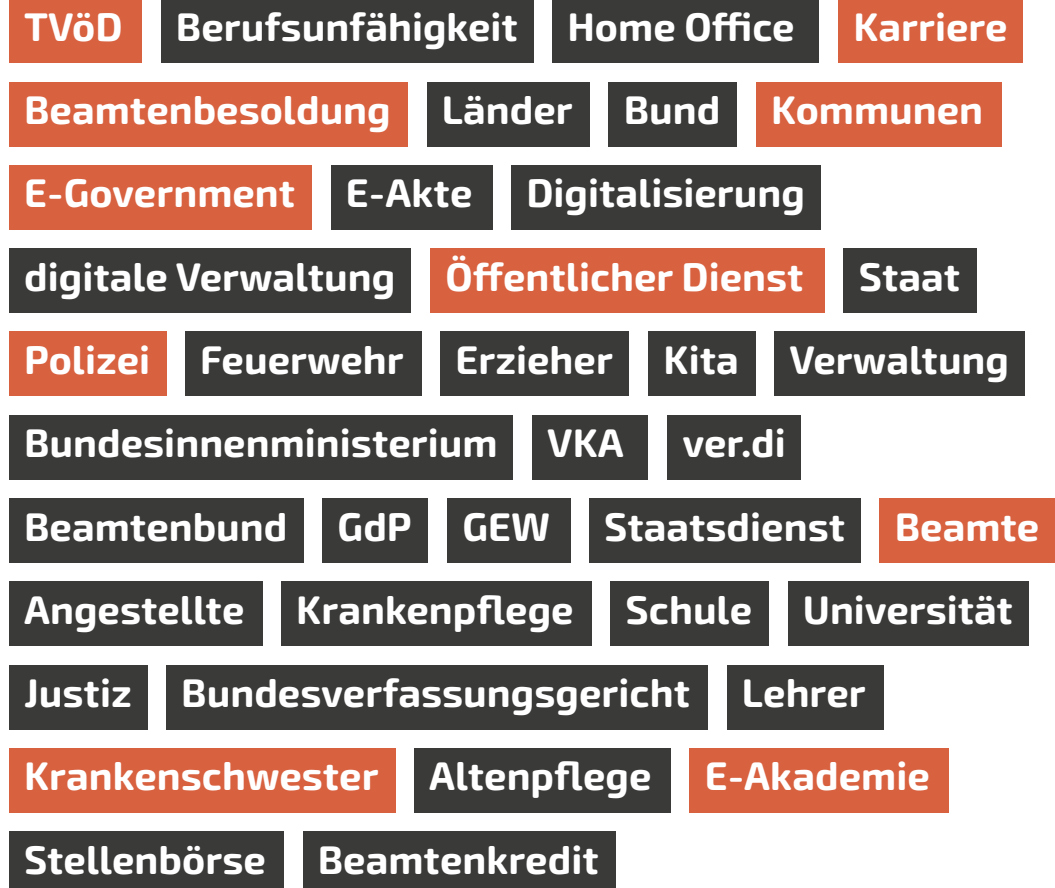 TVöD Berufsunfähigkeit Home Office Karriere
Beamtenbesoldung Länder Bund Kommunen
E-Government E-Akte Digitalisierung
digitale Verwaltung Öffentlicher Dienst Staat
Polizei Feuerwehr Erzieher Kita Verwaltung
Bundesinnenministerium VKA ver.di
Beamtenbund GdP GEW Staatsdienst Beamte
Angestellte Krankenpflege Schule Universität
Justiz Bundesverfassungsgericht Lehrer
Krankenschwester Altenpflege E-Akademie
Stellenbörse Beamtenkredit